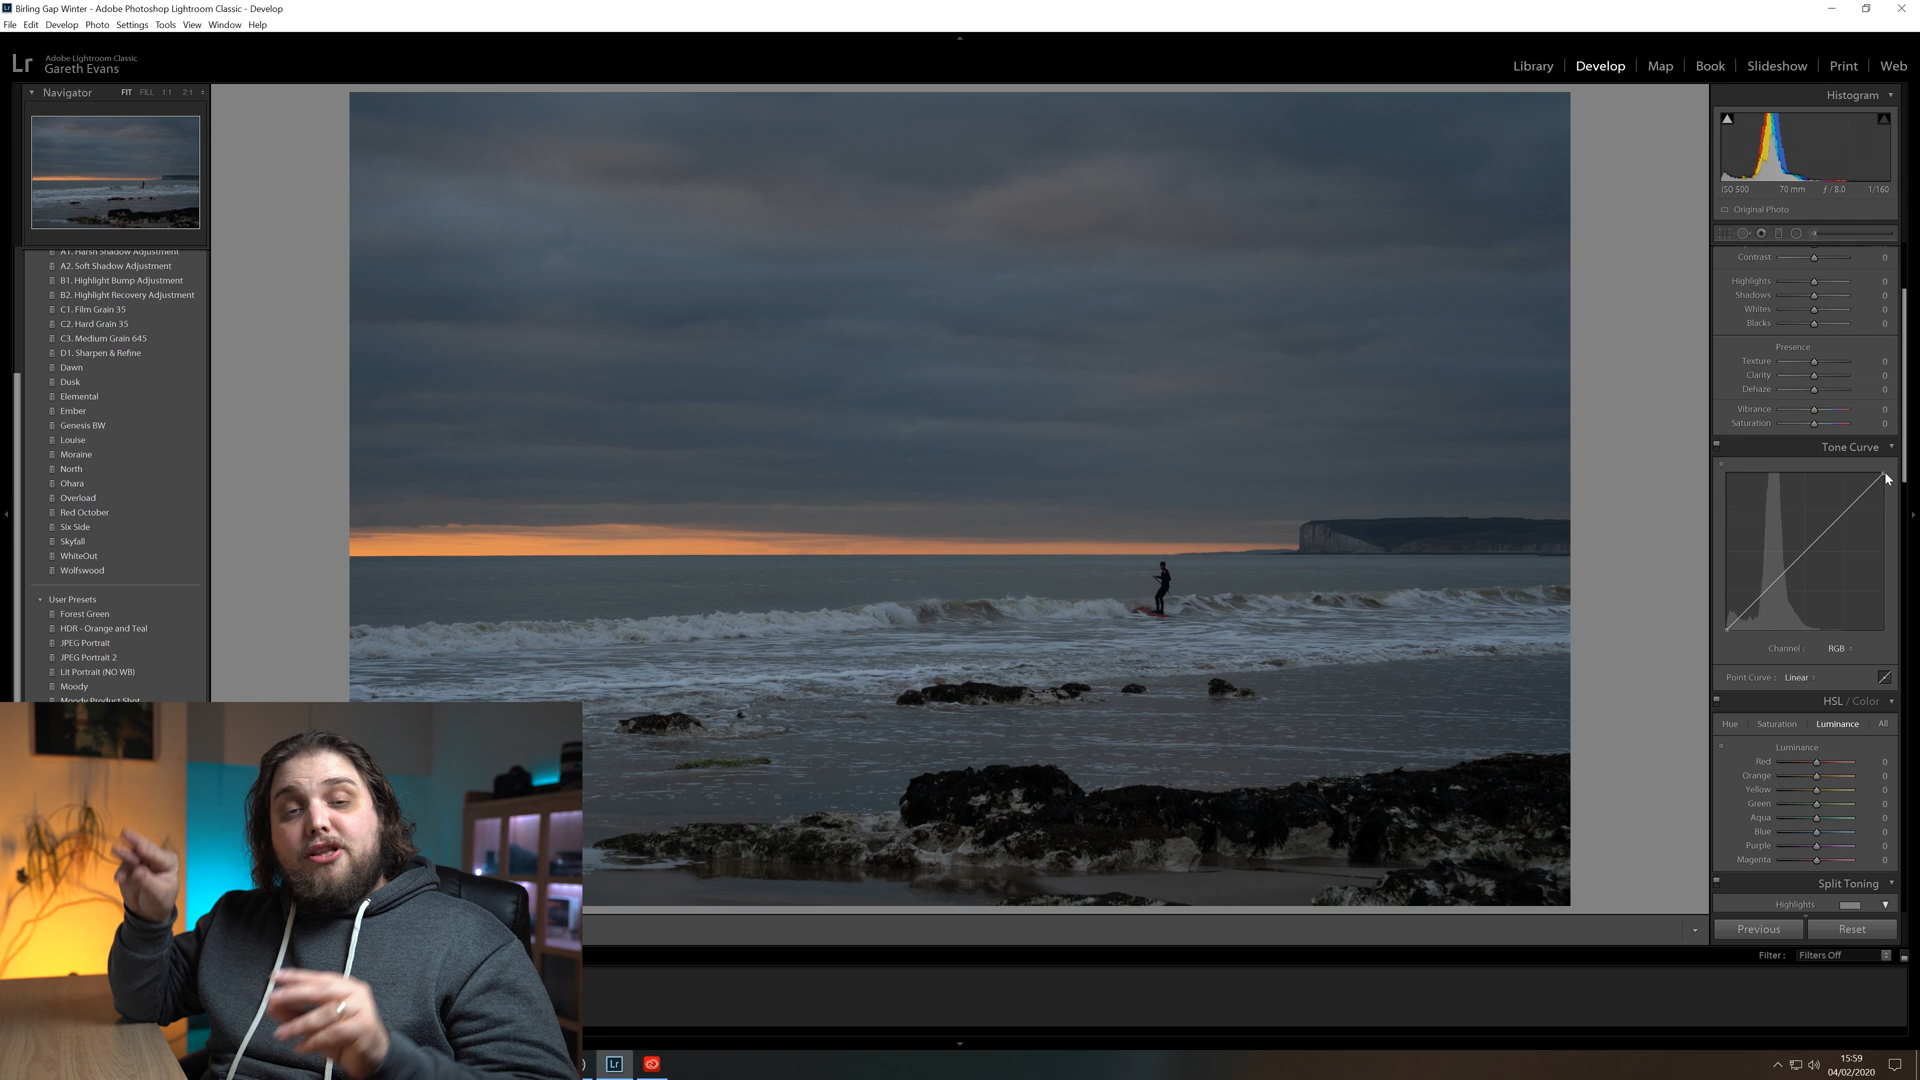 Birling Gap Winter - Adobe Photoshop Lightroom Classic - Develop
File Edit Develop Photo Settings Tools View Window Help
Lr Adobe Lightroom Classic
Gareth Evans
Library Develop Map Book Slideshow Print Web
Navigator FIT FILL 1:1 2:1
A1. Harsh Shadow Adjustment
A2. Soft Shadow Adjustment
B1. Highlight Bump Adjustment
B2. Highlight Recovery Adjustment
C1. Film Grain 35
C2. Hard Grain 35
C3. Medium Grain 645
D1. Sharpen & Refine
Dawn
Dusk
Elemental
Ember
Genesis BW
Louise
Moraine
North
Ohara
Overload
Red October
Six Side
Skyfall
WhiteOut
Wolfswood
User Presets
Forest Green
HDR - Orange and Teal
JPEG Portrait
JPEG Portrait 2
Lit Portrait (NO WB)
Moody
Moody Product Shot
Histogram
ISO 500 70 mm ƒ / 8.0 1/160
Original Photo
Contrast 0
Highlights 0
Shadows 0
Whites 0
Blacks 0
Presence
Texture 0
Clarity 0
Dehaze 0
Vibrance 0
Saturation 0
Tone Curve
Channel : RGB
Point Curve : Linear
HSL / Color
Hue Saturation Luminance All
Luminance
Red 0
Orange 0
Yellow 0
Green 0
Aqua 0
Blue 0
Purple 0
Magenta 0
Split Toning
Highlights
Previous Reset
Filter : Filters Off
Lr
15:59
04/02/2020